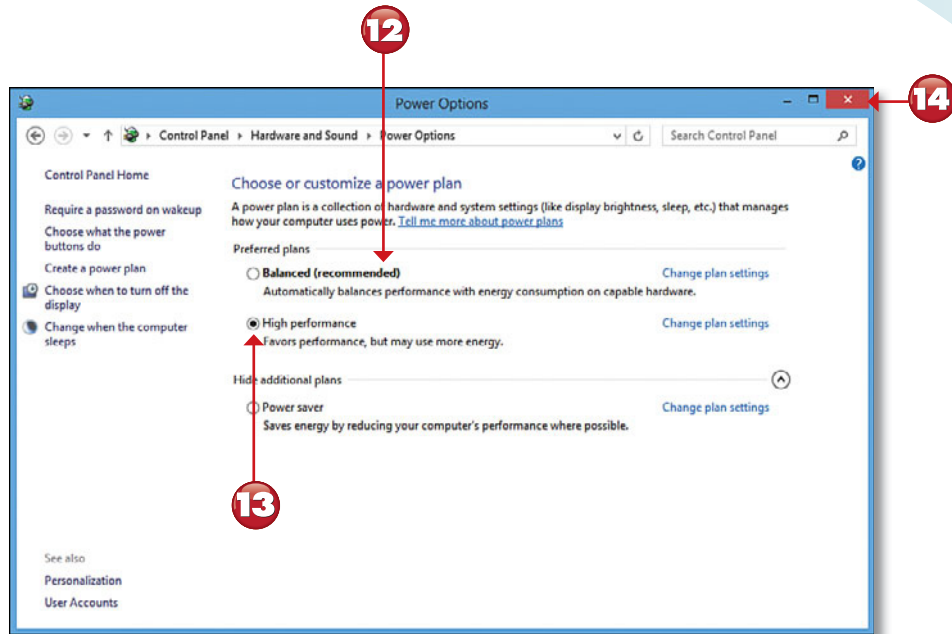 12
Power Options
14
Control Panel ▸ Hardware and Sound ▸ Power Options
Search Control Panel
Control Panel Home
Require a password on wakeup
Choose what the power
buttons do
Create a power plan
Choose when to turn off the
display
Change when the computer
sleeps
Choose or customize a power plan
A power plan is a collection of hardware and system settings (like display brightness, sleep, etc.) that manages
how your computer uses power. Tell me more about power plans
Preferred plans
Balanced (recommended)
Change plan settings
Automatically balances performance with energy consumption on capable hardware.
High performance
Change plan settings
Favors performance, but may use more energy.
Hide additional plans
Power saver
Change plan settings
Saves energy by reducing your computer's performance where possible.
13
See also
Personalization
User Accounts